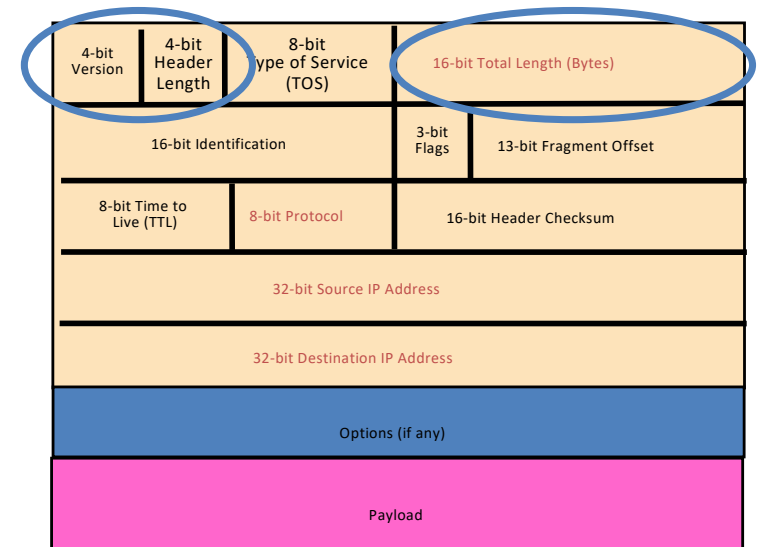 4-bit
Version
4-bit
Header
Length
8-bit
ype of Service
(TOS)
16-bit Total Length (Bytes)
16-bit Identification
3-bit
Flags
13-bit Fragment Offset
8-bit Time to
Live (TTL)
8-bit Protocol
16-bit Header Checksum
32-bit Source IP Address
32-bit Destination IP Address
Options (if any)
Payload